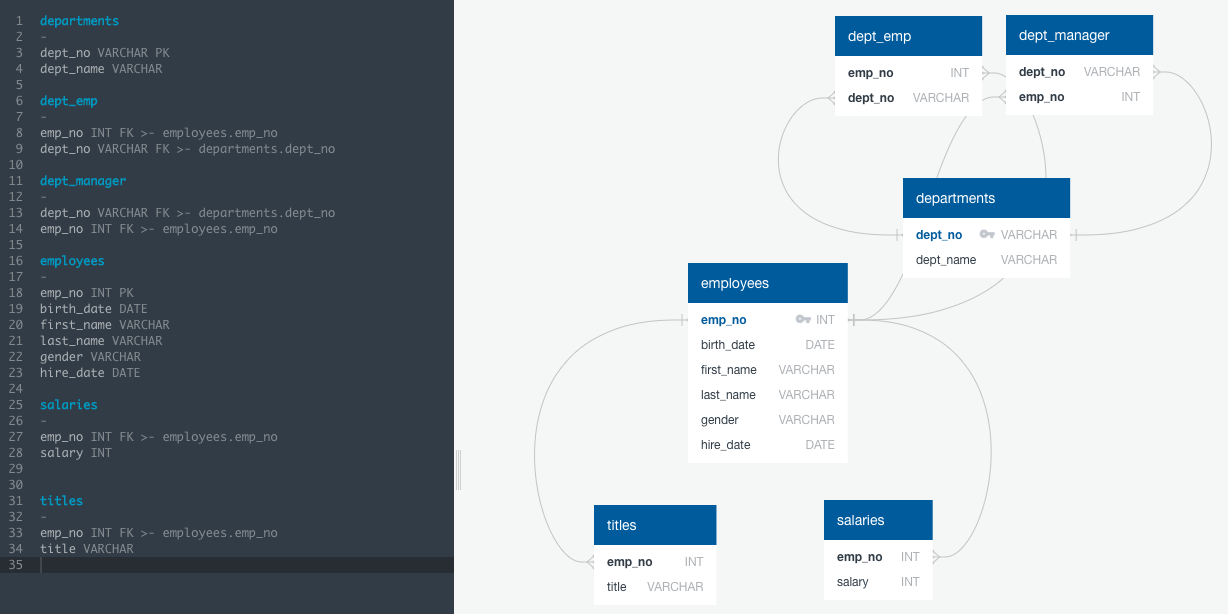 1 departments
2 -
3 dept_no VARCHAR PK
4 dept_name VARCHAR
5
6 dept_emp
7 -
8 emp_no INT FK >- employees.emp_no
9 dept_no VARCHAR FK >- departments.dept_no
10
11 dept_manager
12 -
13 dept_no VARCHAR FK >- departments.dept_no
14 emp_no INT FK >- employees.emp_no
15
16 employees
17 -
18 emp_no INT PK
19 birth_date DATE
20 first_name VARCHAR
21 last_name VARCHAR
22 gender VARCHAR
23 hire_date DATE
24
25 salaries
26 -
27 emp_no INT FK >- employees.emp_no
28 salary INT
29
30
31 titles
32 -
33 emp_no INT FK >- employees.emp_no
34 title VARCHAR
35
dept_emp
emp_no INT
dept_no VARCHAR
dept_manager
dept_no VARCHAR
emp_no INT
departments
dept_no VARCHAR
dept_name VARCHAR
employees
emp_no INT
birth_date DATE
first_name VARCHAR
last_name VARCHAR
gender VARCHAR
hire_date DATE
titles
emp_no INT
title VARCHAR
salaries
emp_no INT
salary INT